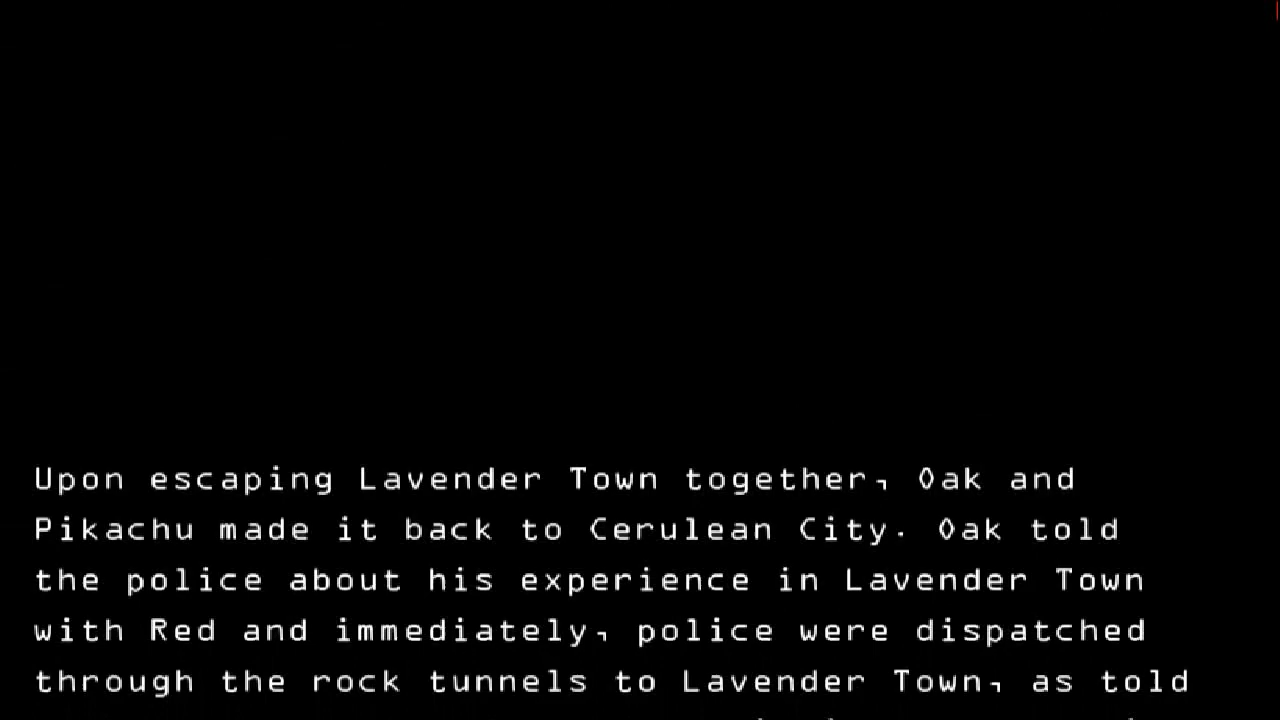 Upon escaping Lavender Town together, Oak and
Pikachu made it back to Cerulean City. Oak told
the police about his experience in Lavender Town
with Red and immediately, police were dispatched
through the rock tunnels to Lavender Town, as told